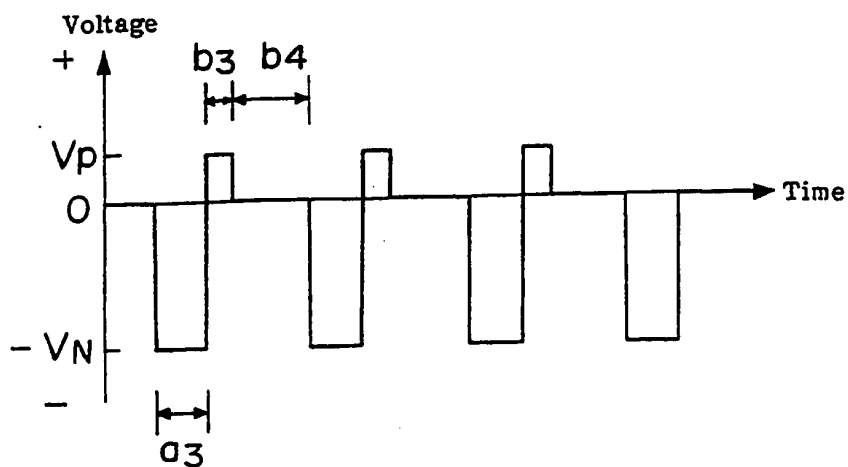 Voltage
+
b3 b4
Vp
0
Time
- VN
-
a3